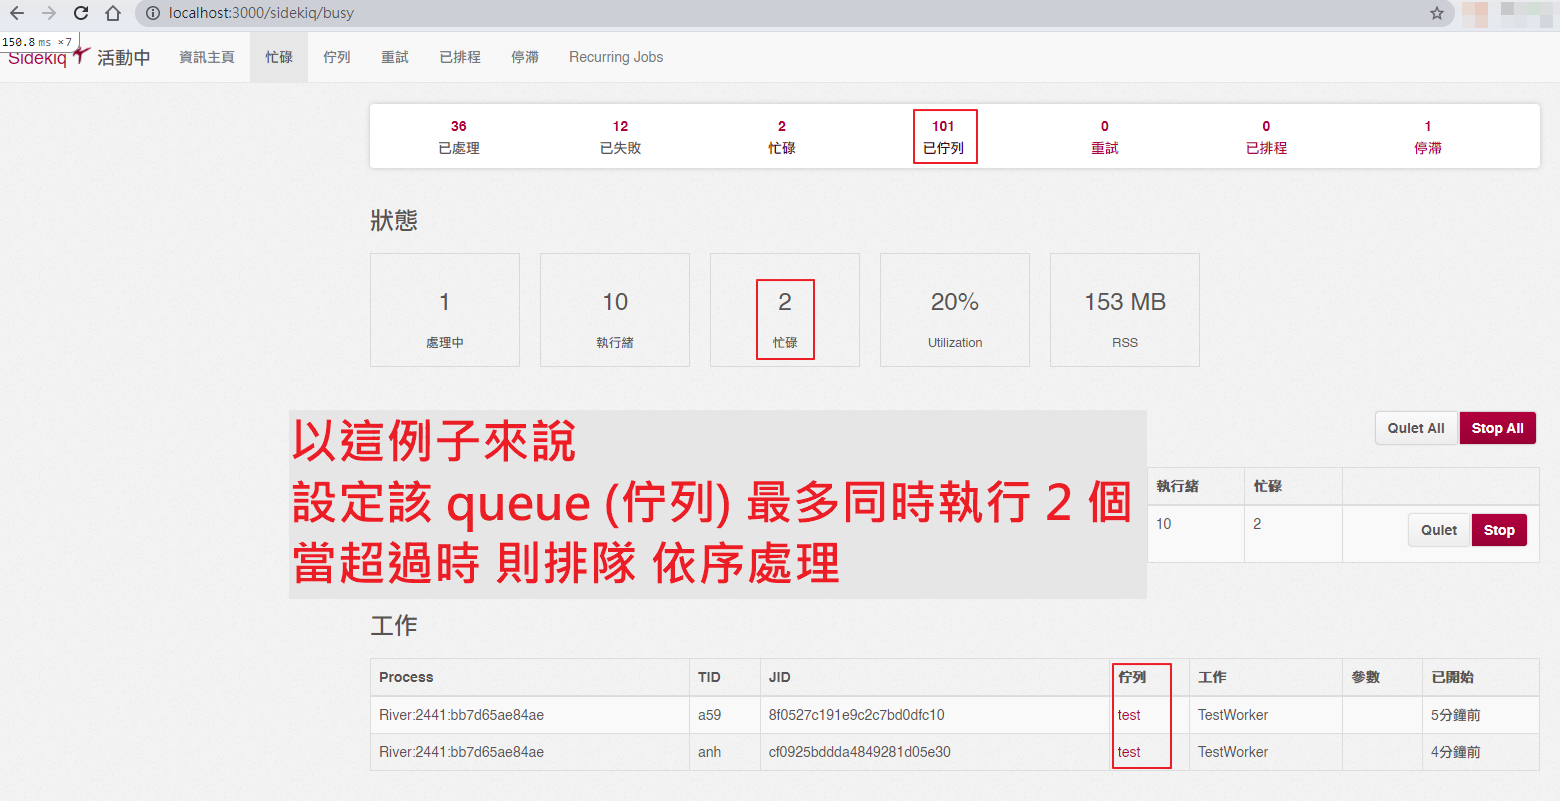 localhost:3000/sidekiq/busy
150.8 ms ×7
Sidekiq 活動中 資訊主頁 忙碌 佇列 重試 已排程 停滯 Recurring Jobs
36 12 2 101 0 0 1
已處理 已失敗 忙碌 已佇列 重試 已排程 停滯
狀態
1 10 2 20% 153 MB
處理中 執行緒 忙碌 Utilization RSS
Quiet All Stop All
以這例子來說
設定該 queue (佇列) 最多同時執行 2 個
當超過時 則排隊 依序處理
執行緒 忙碌
10 2 Quiet Stop
工作
Process TID JID 佇列 工作 參數 已開始
River:2441:bb7d65ae84ae a59 8f0527c191e9c2c7bd0dfc10 test TestWorker 5分鐘前
River:2441:bb7d65ae84ae anh cf0925bddda4849281d05e30 test TestWorker 4分鐘前